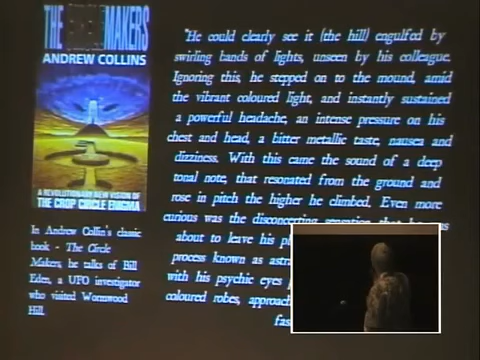 THE CIRCLE MAKERS
ANDREW COLLINS
A REVOLUTIONARY NEW VISION OF
THE CROP CIRCLE ENIGMA
In Andrew Collin's classic
book - The Circle
Makers, he talks of Bill
Eden, a UFO investigator
who visited Wormwood
Hill.
"He could clearly see it (the hill) engulfed by
swirling bands of lights, unseen by his colleague.
Ignoring this, he stepped on to the mound, amid
the vibrant coloured light, and instantly sustained
a powerful headache, an intense pressure on his
chest and head, a bitter metallic taste, nausea and
dizziness. With this came the sound of a deep
tonal note, that resonated from the ground and
rose in pitch the higher he climbed. Even more
curious was the disconcerting sensation that he was
about to leave his
process known as
with his psychic eyes
coloured robes,